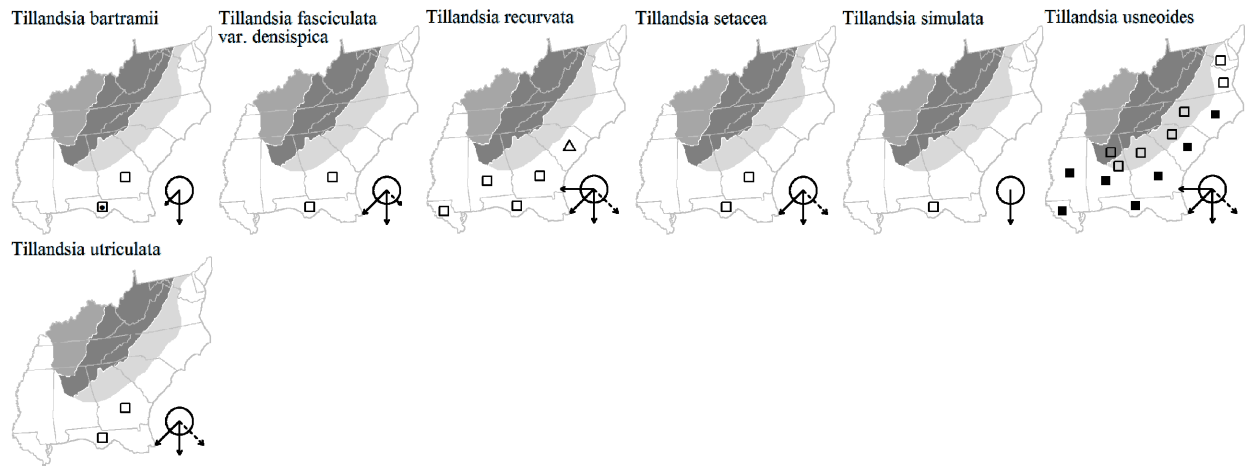 Tillandsia bartramii
Tillandsia fasciculata
var. densispica
Tillandsia recurvata
Tillandsia setacea
Tillandsia simulata
Tillandsia usneoides
Tillandsia utriculata